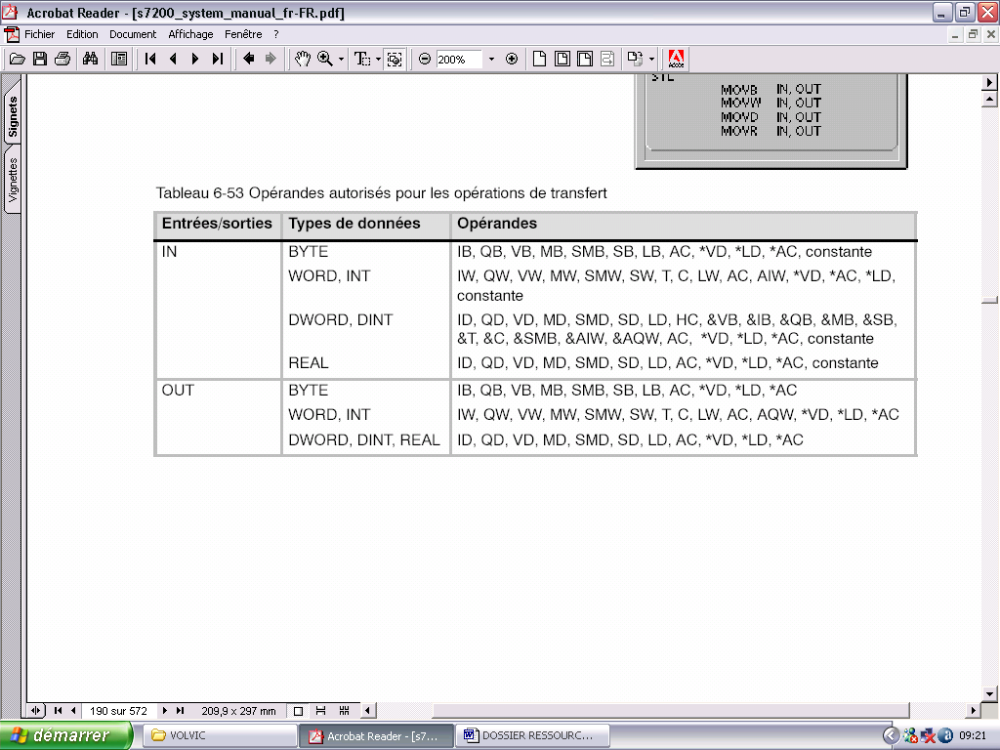 Acrobat Reader - [s7200_system_manual_fr-FR.pdf]
Fichier Edition Document Affichage Fenêtre ?
200%
Adobe
Signets
Vignettes
STL
MOVB IN, OUT
MOVW IN, OUT
MOVD IN, OUT
MOVR IN, OUT
Tableau 6-53 Opérandes autorisés pour les opérations de transfert
Entrées/sorties Types de données Opérandes
IN BYTE IB, QB, VB, MB, SMB, SB, LB, AC, *VD, *LD, *AC, constante
WORD, INT IW, QW, VW, MW, SMW, SW, T, C, LW, AC, AIW, *VD, *AC, *LD,
constante
DWORD, DINT ID, QD, VD, MD, SMD, SD, LD, HC, &VB, &IB, &QB, &MB, &SB,
&T, &C, &SMB, &AIW, &AQW, AC, *VD, *LD, *AC, constante
REAL ID, QD, VD, MD, SMD, SD, LD, AC, *VD, *LD, *AC, constante
OUT BYTE IB, QB, VB, MB, SMB, SB, LB, AC, *VD, *LD, *AC
WORD, INT IW, QW, VW, MW, SMW, SW, T, C, LW, AC, AQW, *VD, *LD, *AC
DWORD, DINT, REAL ID, QD, VD, MD, SMD, SD, LD, AC, *VD, *LD, *AC
190 sur 572 209,9 x 297 mm
démarrer VOLVIC Acrobat Reader - [s7... DOSSIER RESSOURC... 09:21